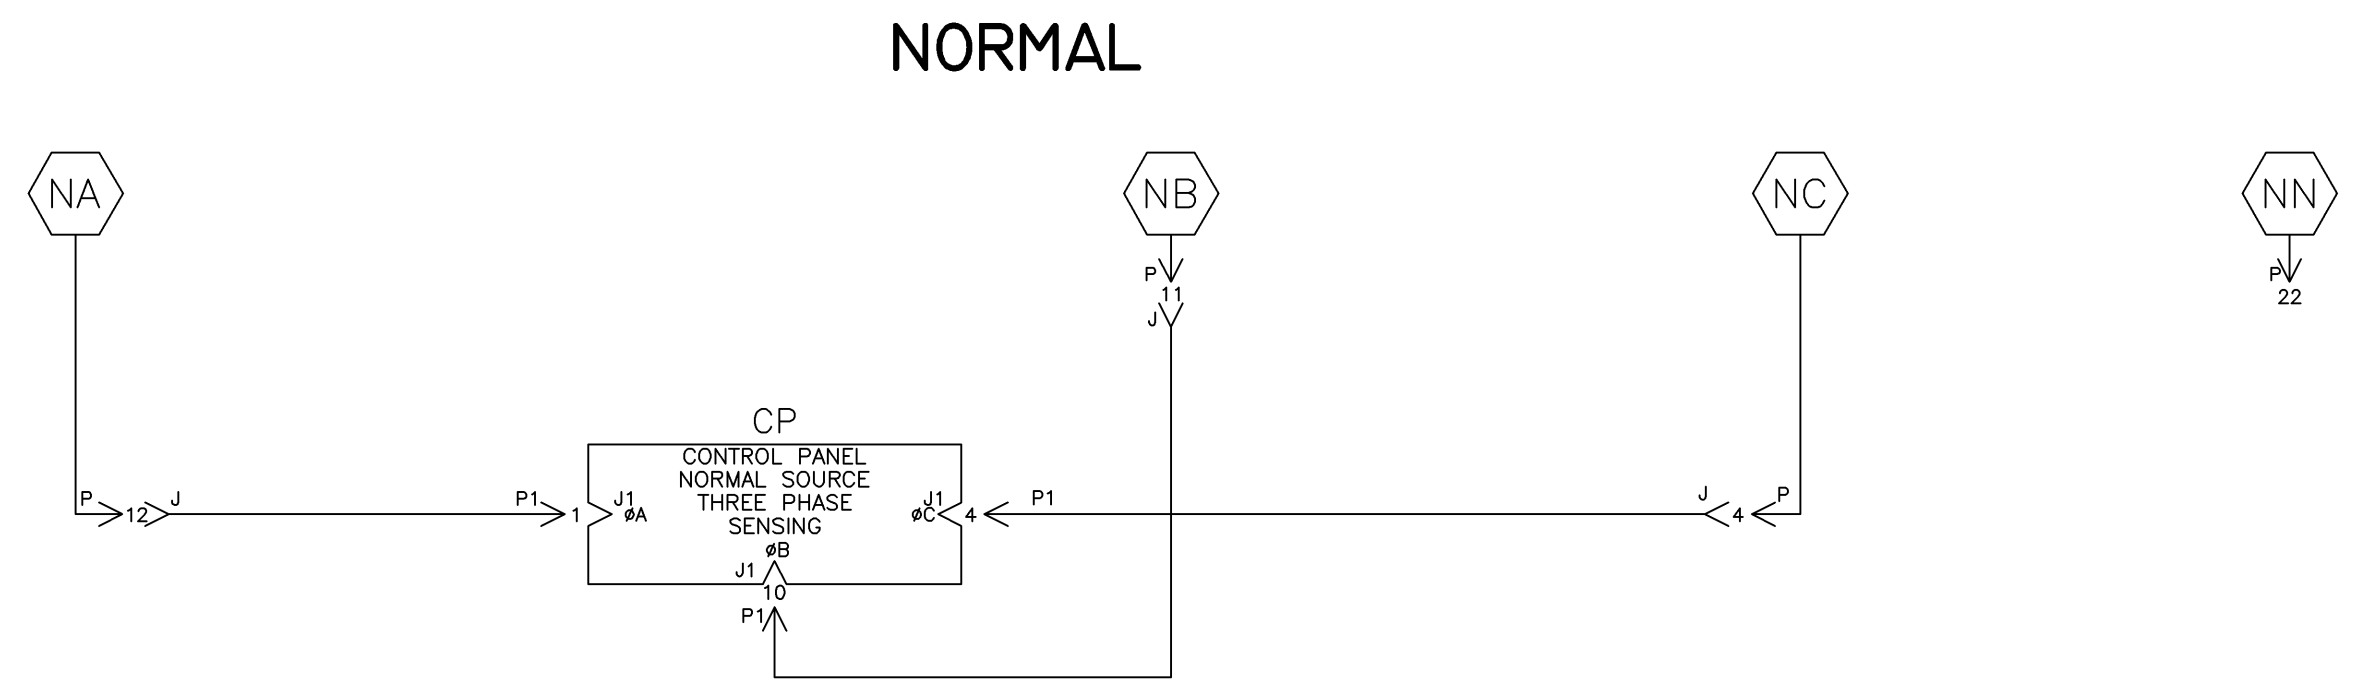 NORMAL
NA
NB
NC
NN
P
11
J
P
22
CP
CONTROL PANEL
NORMAL SOURCE
THREE PHASE
SENSING
P
12
J
P1
1
J1
øA
J1
øC
4
P1
J
4
P
øB
J1
10
P1